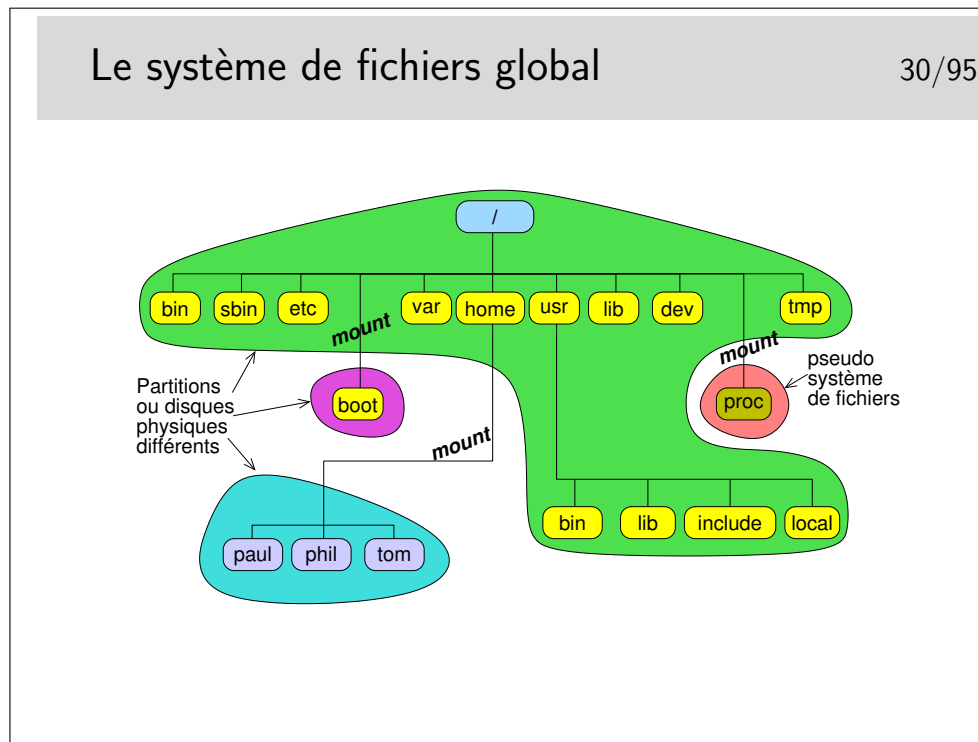 Le système de fichiers global 30/95
/
bin sbin etc var home usr lib dev tmp
mount
mount
Partitions
ou disques
physiques
différents
boot
proc
pseudo
système
de fichiers
mount
bin lib include local
paul phil tom